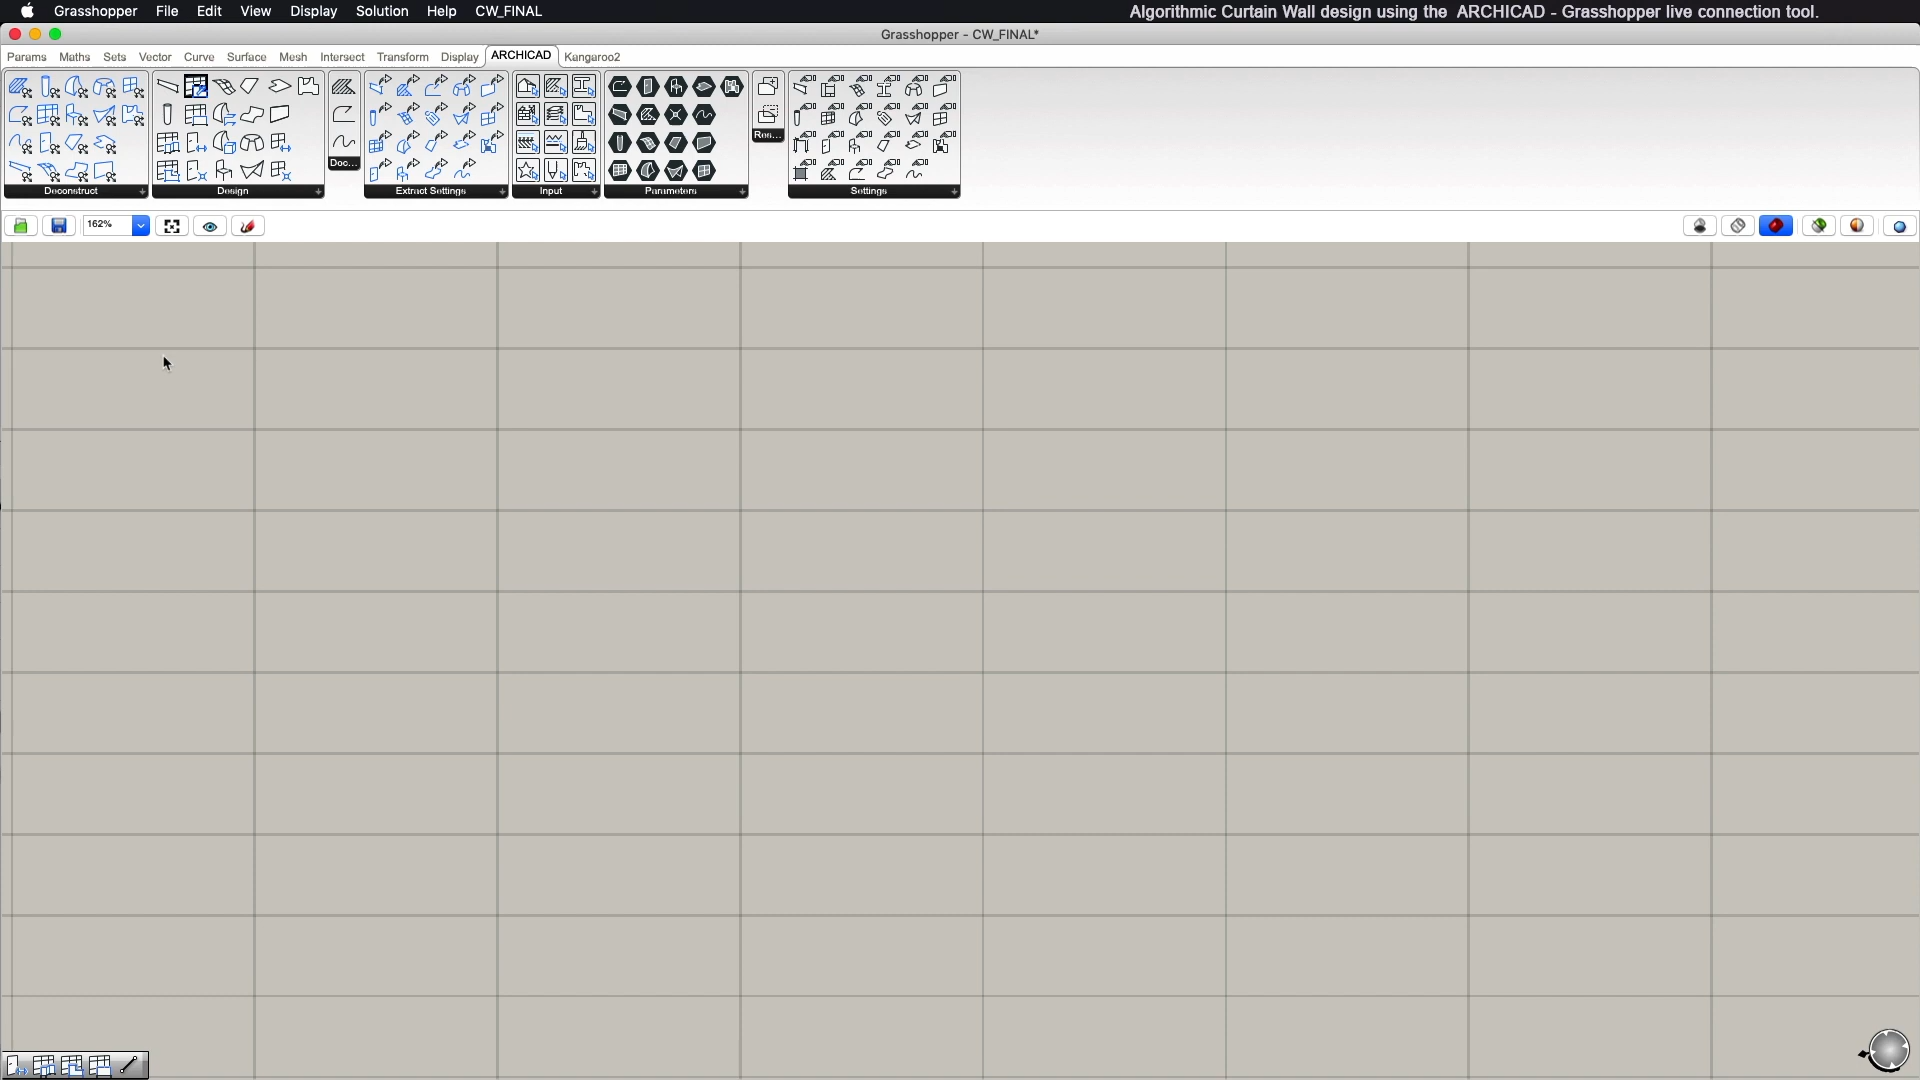 Grasshopper File Edit View Display Solution Help CW_FINAL
Algorithmic Curtain Wall design using the ARCHICAD - Grasshopper live connection tool.
Grasshopper - CW_FINAL*
Params Maths Sets Vector Curve Surface Mesh Intersect Transform Display ARCHICAD Kangaroo2
Ren...
Doc...
Deconstruct Design Extract Settings Input Parameters Settings
162%